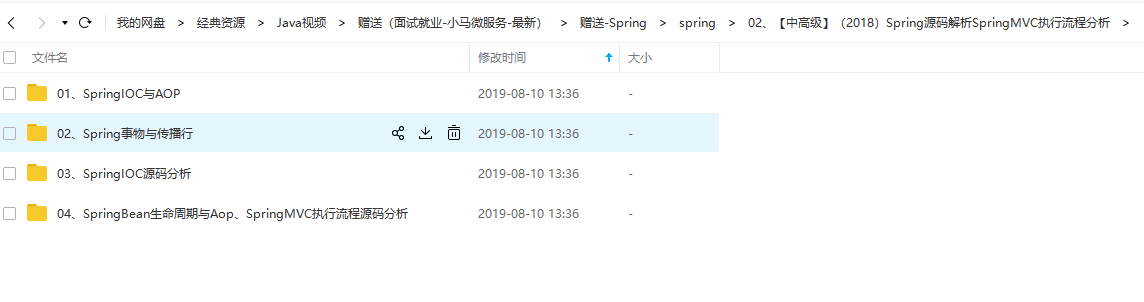 我的网盘 > 经典资源 > Java视频 > 赠送（面试就业-小马微服务-最新） > 赠送-Spring > spring > 02、【中高级】（2018）Spring源码解析SpringMVC执行流程分析 >
文件名 修改时间 大小
01、SpringIOC与AOP 2019-08-10 13:36 -
02、Spring事物与传播行 2019-08-10 13:36 -
03、SpringIOC源码分析 2019-08-10 13:36 -
04、SpringBean生命周期与Aop、SpringMVC执行流程源码分析 2019-08-10 13:36 -